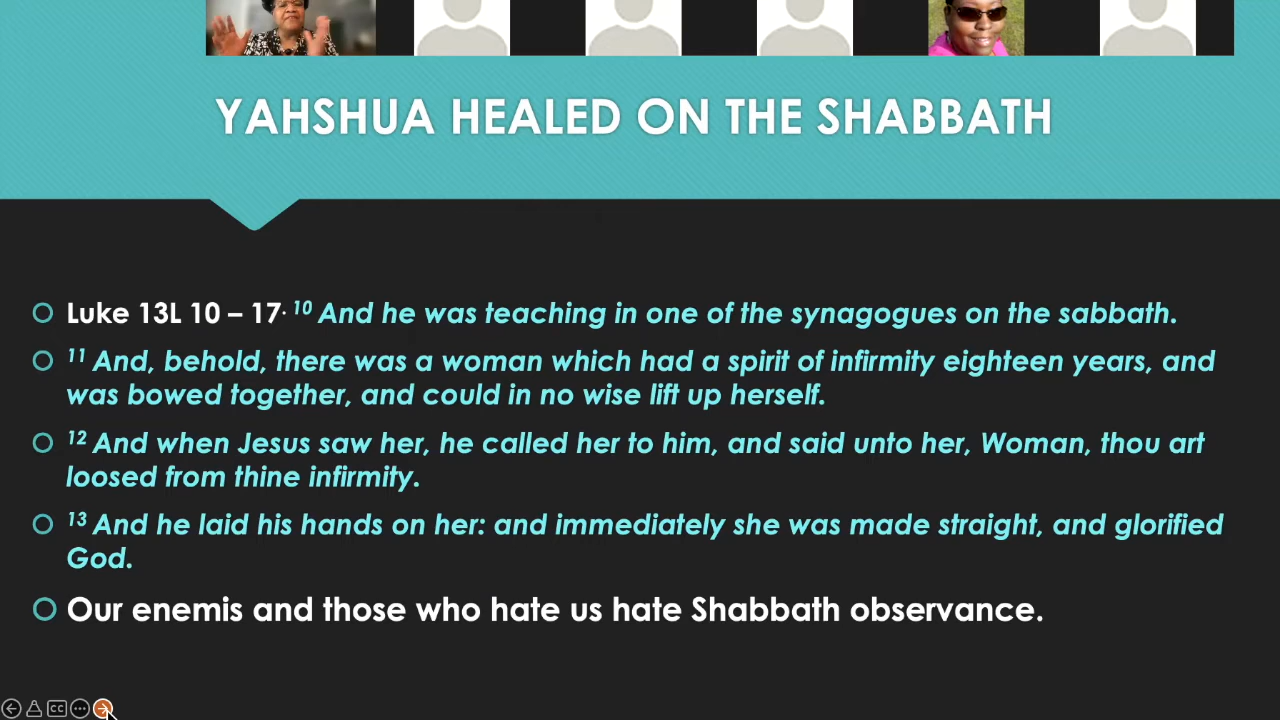 YAHSHUA HEALED ON THE SHABBATH
Luke 13L 10 – 17. 10 And he was teaching in one of the synagogues on the sabbath.
11 And, behold, there was a woman which had a spirit of infirmity eighteen years, and
was bowed together, and could in no wise lift up herself.
12 And when Jesus saw her, he called her to him, and said unto her, Woman, thou art
loosed from thine infirmity.
13 And he laid his hands on her: and immediately she was made straight, and glorified
God.
Our enemis and those who hate us hate Shabbath observance.
CC